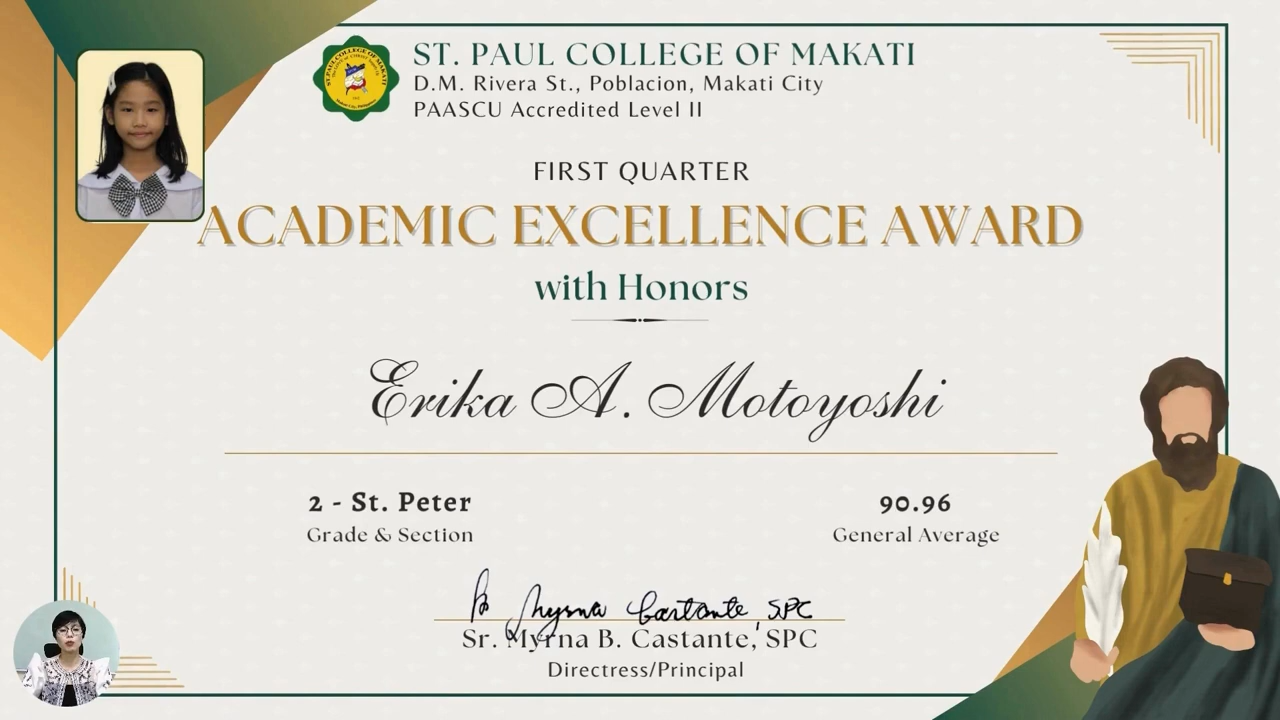 ST. PAUL COLLEGE OF MAKATI
D.M. Rivera St., Poblacion, Makati City
PAASCU Accredited Level II
FIRST QUARTER
ACADEMIC EXCELLENCE AWARD
with Honors
Erika A. Motoyoshi
2 - St. Peter
Grade & Section
90.96
General Average
Sr. Myrna B. Castante, SPC
Directress/Principal